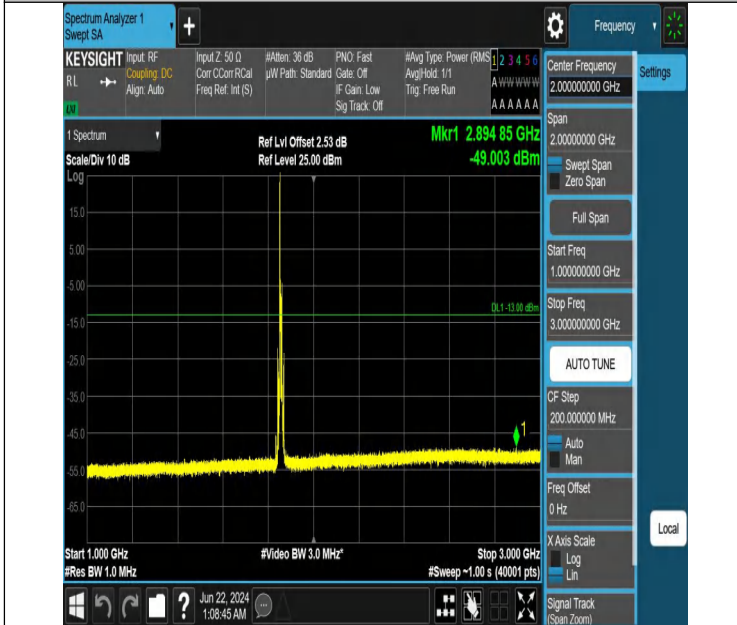 Spectrum Analyzer 1
Swept SA
+
Frequency
KEYSIGHT
RL
Input: RF
Coupling: DC
Align: Auto
Input Z: 50 Ω
Corr CCorr RCal
Freq Ref: Int (S)
#Atten: 36 dB
µW Path: Standard
PNO: Fast
Gate: Off
IF Gain: Low
Sig Track: Off
#Avg Type: Power (RMS
Avg|Hold: 1/1
Trig: Free Run
1 2 3 4 5 6
A W W W W W
A A A A A A
1 Spectrum
Scale/Div 10 dB
Log
Ref Lvl Offset 2.53 dB
Ref Level 25.00 dBm
Mkr1 2.894 85 GHz
-49.003 dBm
15.0
5.00
-5.00
DL1 -13.00 dBm
-15.0
-25.0
-35.0
-45.0
1
-55.0
-65.0
Start 1.000 GHz
#Res BW 1.0 MHz
#Video BW 3.0 MHz*
Stop 3.000 GHz
#Sweep ~1.00 s (40001 pts)
Center Frequency
2.000000000 GHz
Settings
Span
2.00000000 GHz
Swept Span
Zero Span
Full Span
Start Freq
1.000000000 GHz
Stop Freq
3.000000000 GHz
AUTO TUNE
CF Step
200.000000 MHz
Auto
Man
Freq Offset
0 Hz
X Axis Scale
Log
Lin
Local
Signal Track
(Span Zoom)
?
Jun 22, 2024
1:08:45 AM